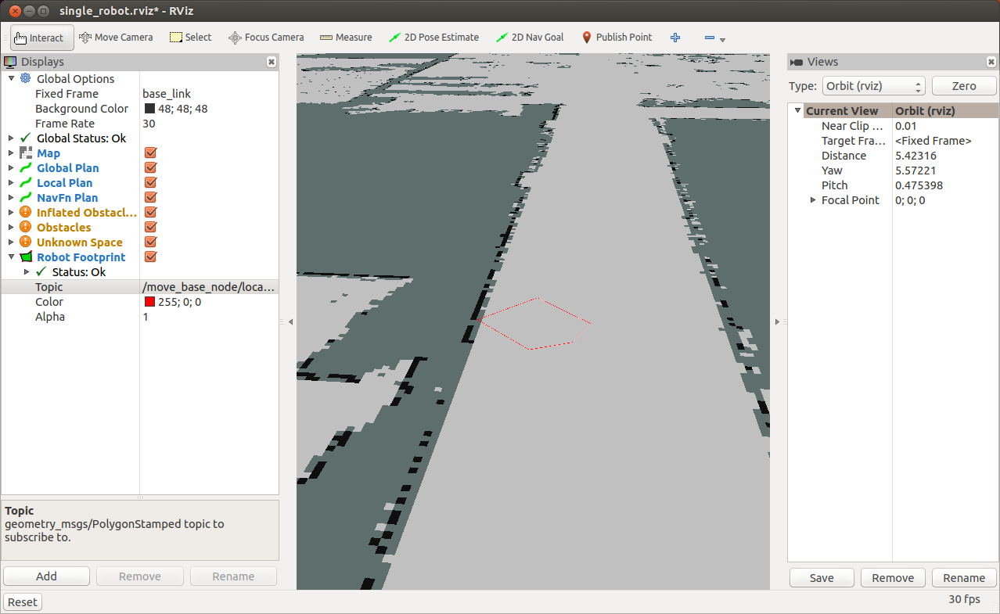 single_robot.rviz* - RViz
Interact Move Camera Select Focus Camera Measure 2D Pose Estimate 2D Nav Goal Publish Point
Displays
Global Options
Fixed Frame base_link
Background Color 48; 48; 48
Frame Rate 30
Global Status: Ok
Map
Global Plan
Local Plan
NavFn Plan
Inflated Obstacl...
Obstacles
Unknown Space
Robot Footprint
Status: Ok
Topic /move_base_node/loca...
Color 255; 0; 0
Alpha 1
Topic
geometry_msgs/PolygonStamped topic to
subscribe to.
Add Remove Rename
Reset
Views
Type: Orbit (rviz) Zero
Current View Orbit (rviz)
Near Clip ... 0.01
Target Fra... <Fixed Frame>
Distance 5.42316
Yaw 5.57221
Pitch 0.475398
Focal Point 0; 0; 0
Save Remove Rename
30 fps